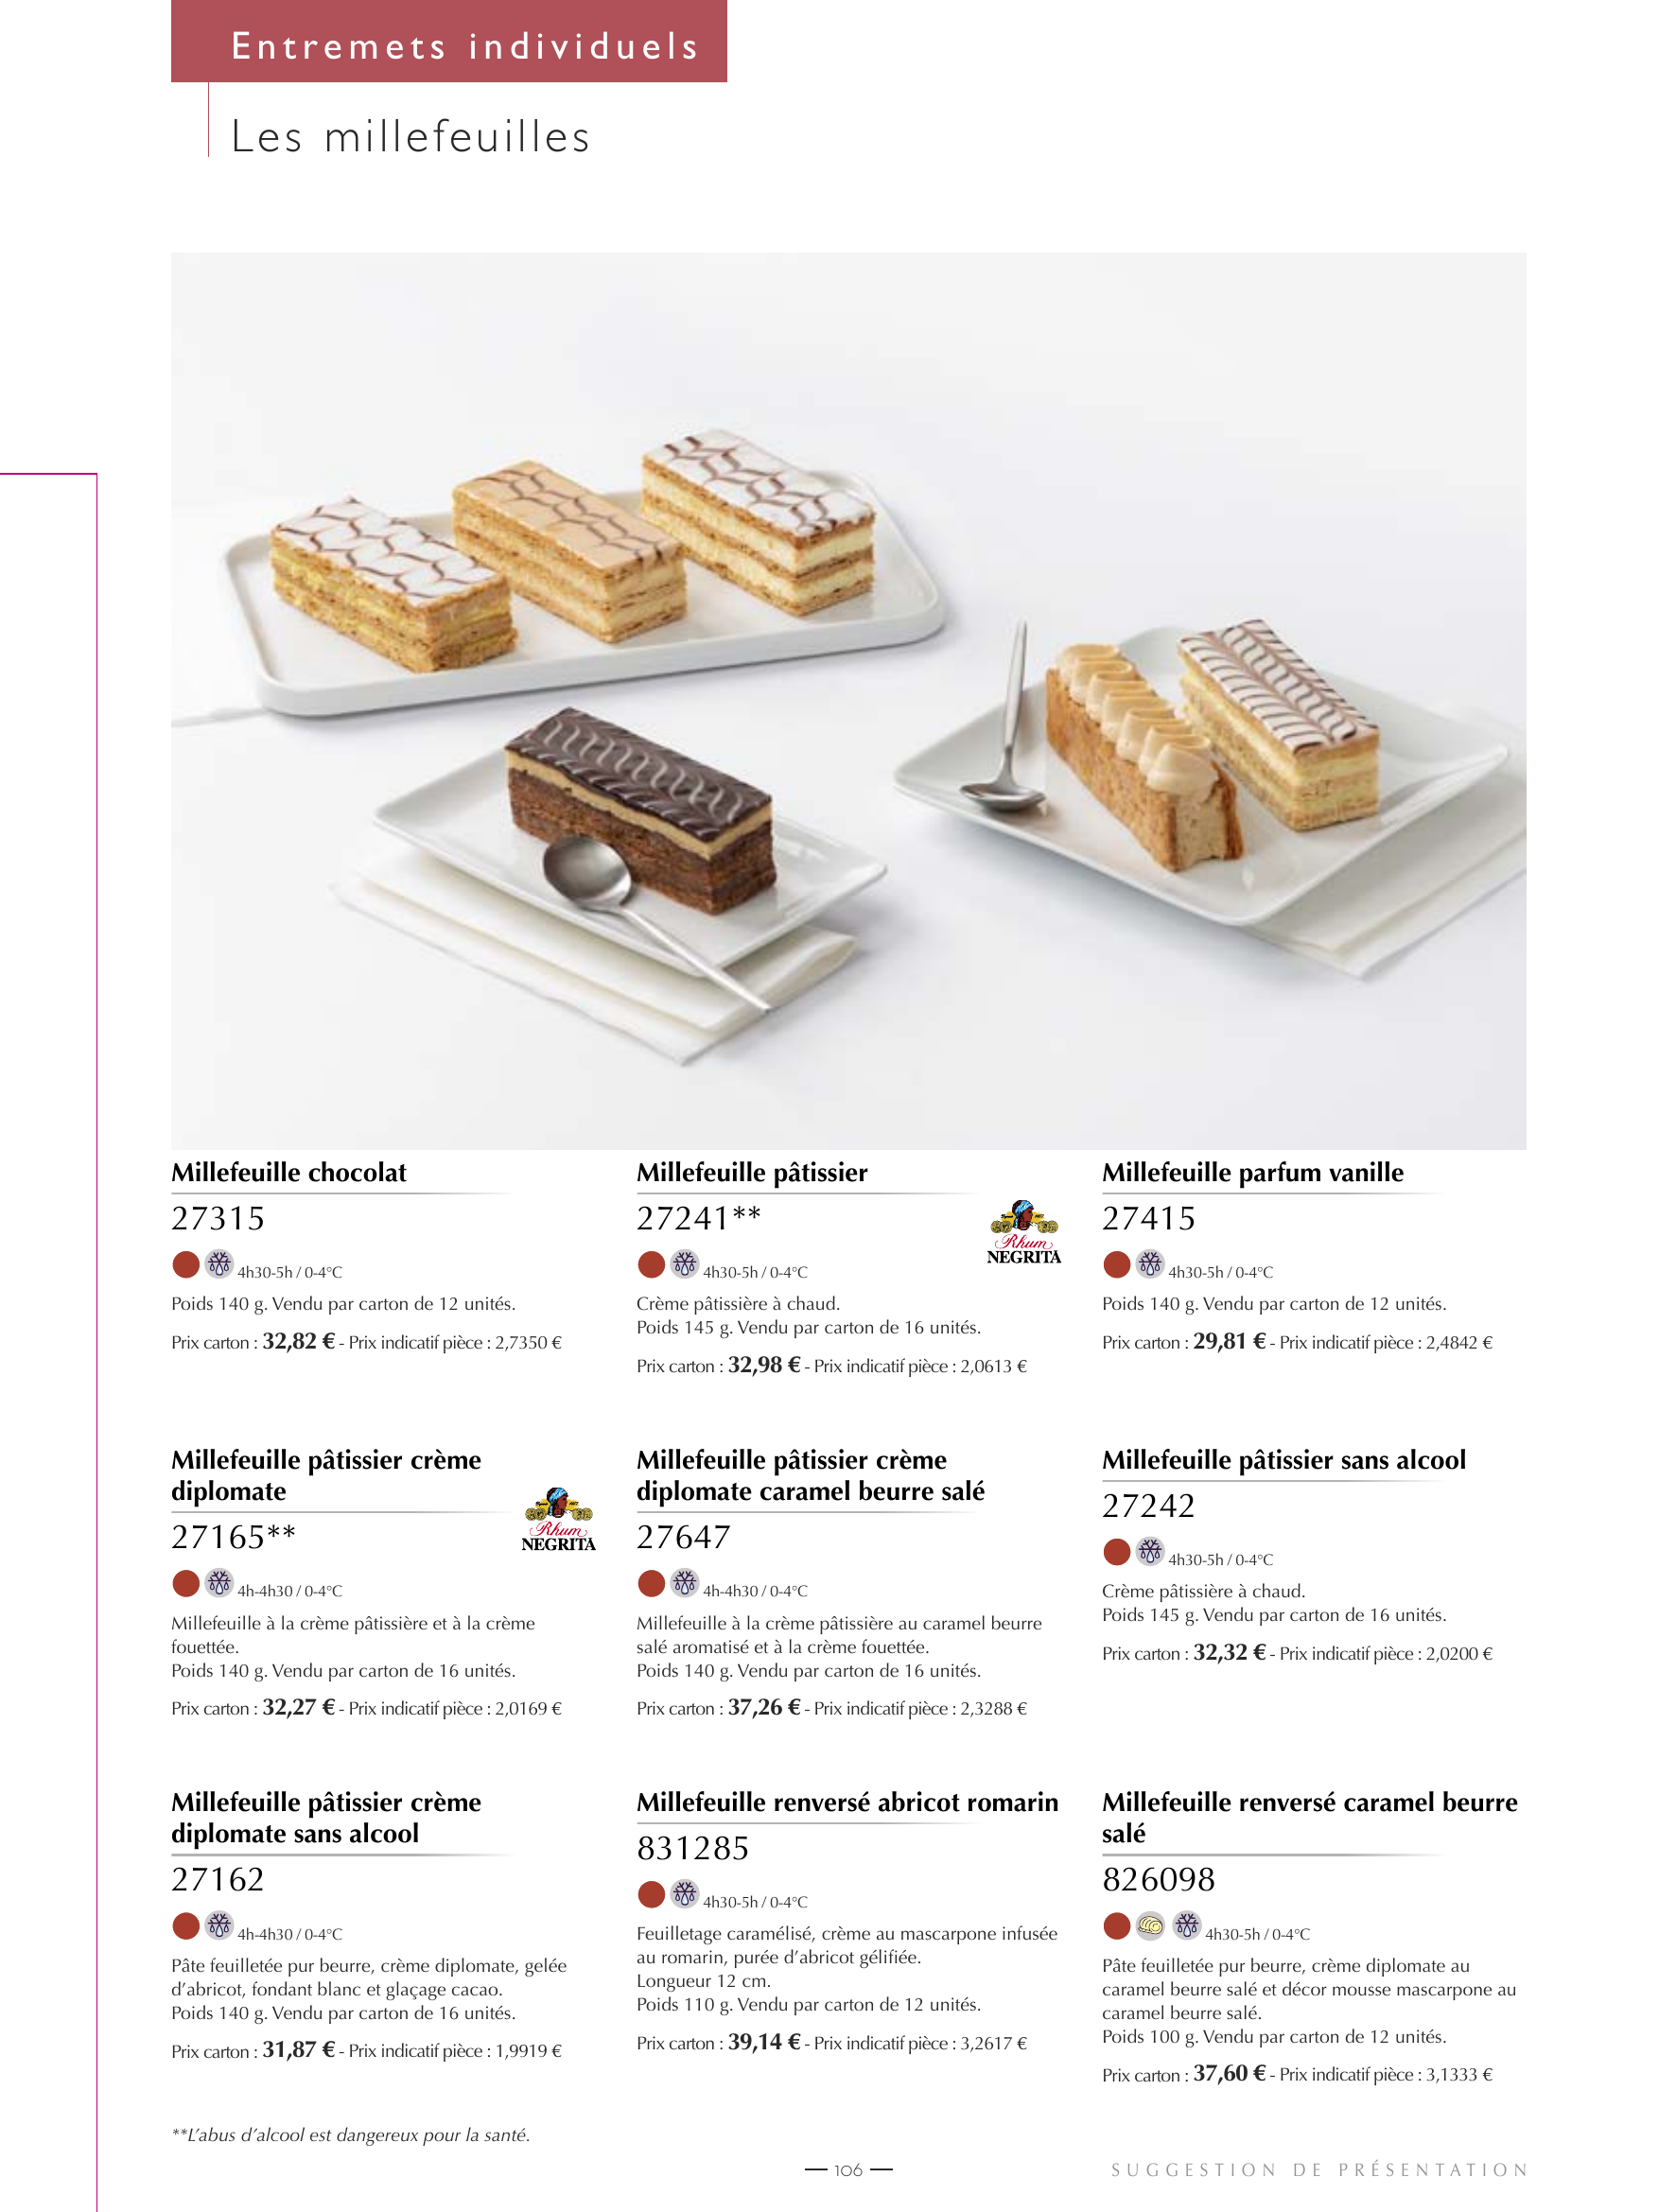 Entremets individuels
Les millefeuilles
Millefeuille chocolat
27315
4h30-5h / 0-4°C
Poids 140 g. Vendu par carton de 12 unités.
Prix carton : 32,82 € - Prix indicatif pièce : 2,7350 €
Millefeuille pâtissier
27241**
Rhum
NEGRITA
4h30-5h / 0-4°C
Crème pâtissière à chaud.
Poids 145 g. Vendu par carton de 16 unités.
Prix carton : 32,98 € - Prix indicatif pièce : 2,0613 €
Millefeuille parfum vanille
27415
4h30-5h / 0-4°C
Poids 140 g. Vendu par carton de 12 unités.
Prix carton : 29,81 € - Prix indicatif pièce : 2,4842 €
Millefeuille pâtissier crème
diplomate
27165**
Rhum
NEGRITA
4h-4h30 / 0-4°C
Millefeuille à la crème pâtissière et à la crème
fouettée.
Poids 140 g. Vendu par carton de 16 unités.
Prix carton : 32,27 € - Prix indicatif pièce : 2,0169 €
Millefeuille pâtissier crème
diplomate caramel beurre salé
27647
4h-4h30 / 0-4°C
Millefeuille à la crème pâtissière au caramel beurre
salé aromatisé et à la crème fouettée.
Poids 140 g. Vendu par carton de 16 unités.
Prix carton : 37,26 € - Prix indicatif pièce : 2,3288 €
Millefeuille pâtissier sans alcool
27242
4h30-5h / 0-4°C
Crème pâtissière à chaud.
Poids 145 g. Vendu par carton de 16 unités.
Prix carton : 32,32 € - Prix indicatif pièce : 2,0200 €
Millefeuille pâtissier crème
diplomate sans alcool
27162
4h-4h30 / 0-4°C
Pâte feuilletée pur beurre, crème diplomate, gelée
d'abricot, fondant blanc et glaçage cacao.
Poids 140 g. Vendu par carton de 16 unités.
Prix carton : 31,87 € - Prix indicatif pièce : 1,9919 €
Millefeuille renversé abricot romarin
831285
4h30-5h / 0-4°C
Feuilletage caramélisé, crème au mascarpone infusée
au romarin, purée d'abricot gélifiée.
Longueur 12 cm.
Poids 110 g. Vendu par carton de 12 unités.
Prix carton : 39,14 € - Prix indicatif pièce : 3,2617 €
Millefeuille renversé caramel beurre
salé
826098
4h30-5h / 0-4°C
Pâte feuilletée pur beurre, crème diplomate au
caramel beurre salé et décor mousse mascarpone au
caramel beurre salé.
Poids 100 g. Vendu par carton de 12 unités.
Prix carton : 37,60 € - Prix indicatif pièce : 3,1333 €
**L'abus d'alcool est dangereux pour la santé.
106
SUGGESTION DE PRÉSENTATION